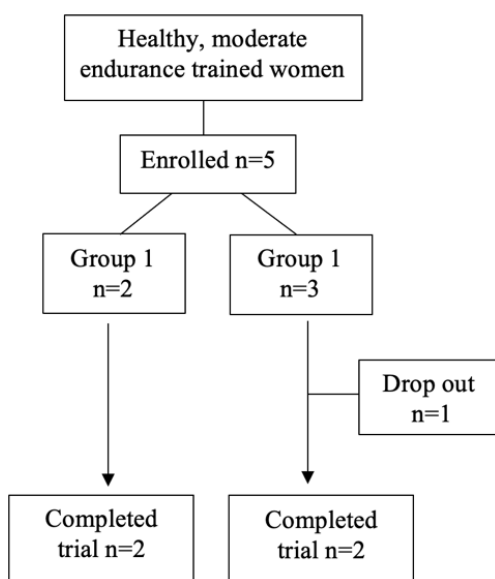 Healthy, moderate
endurance trained women
Enrolled n=5
Group 1
n=2
Group 1
n=3
Drop out
n=1
Completed
trial n=2
Completed
trial n=2